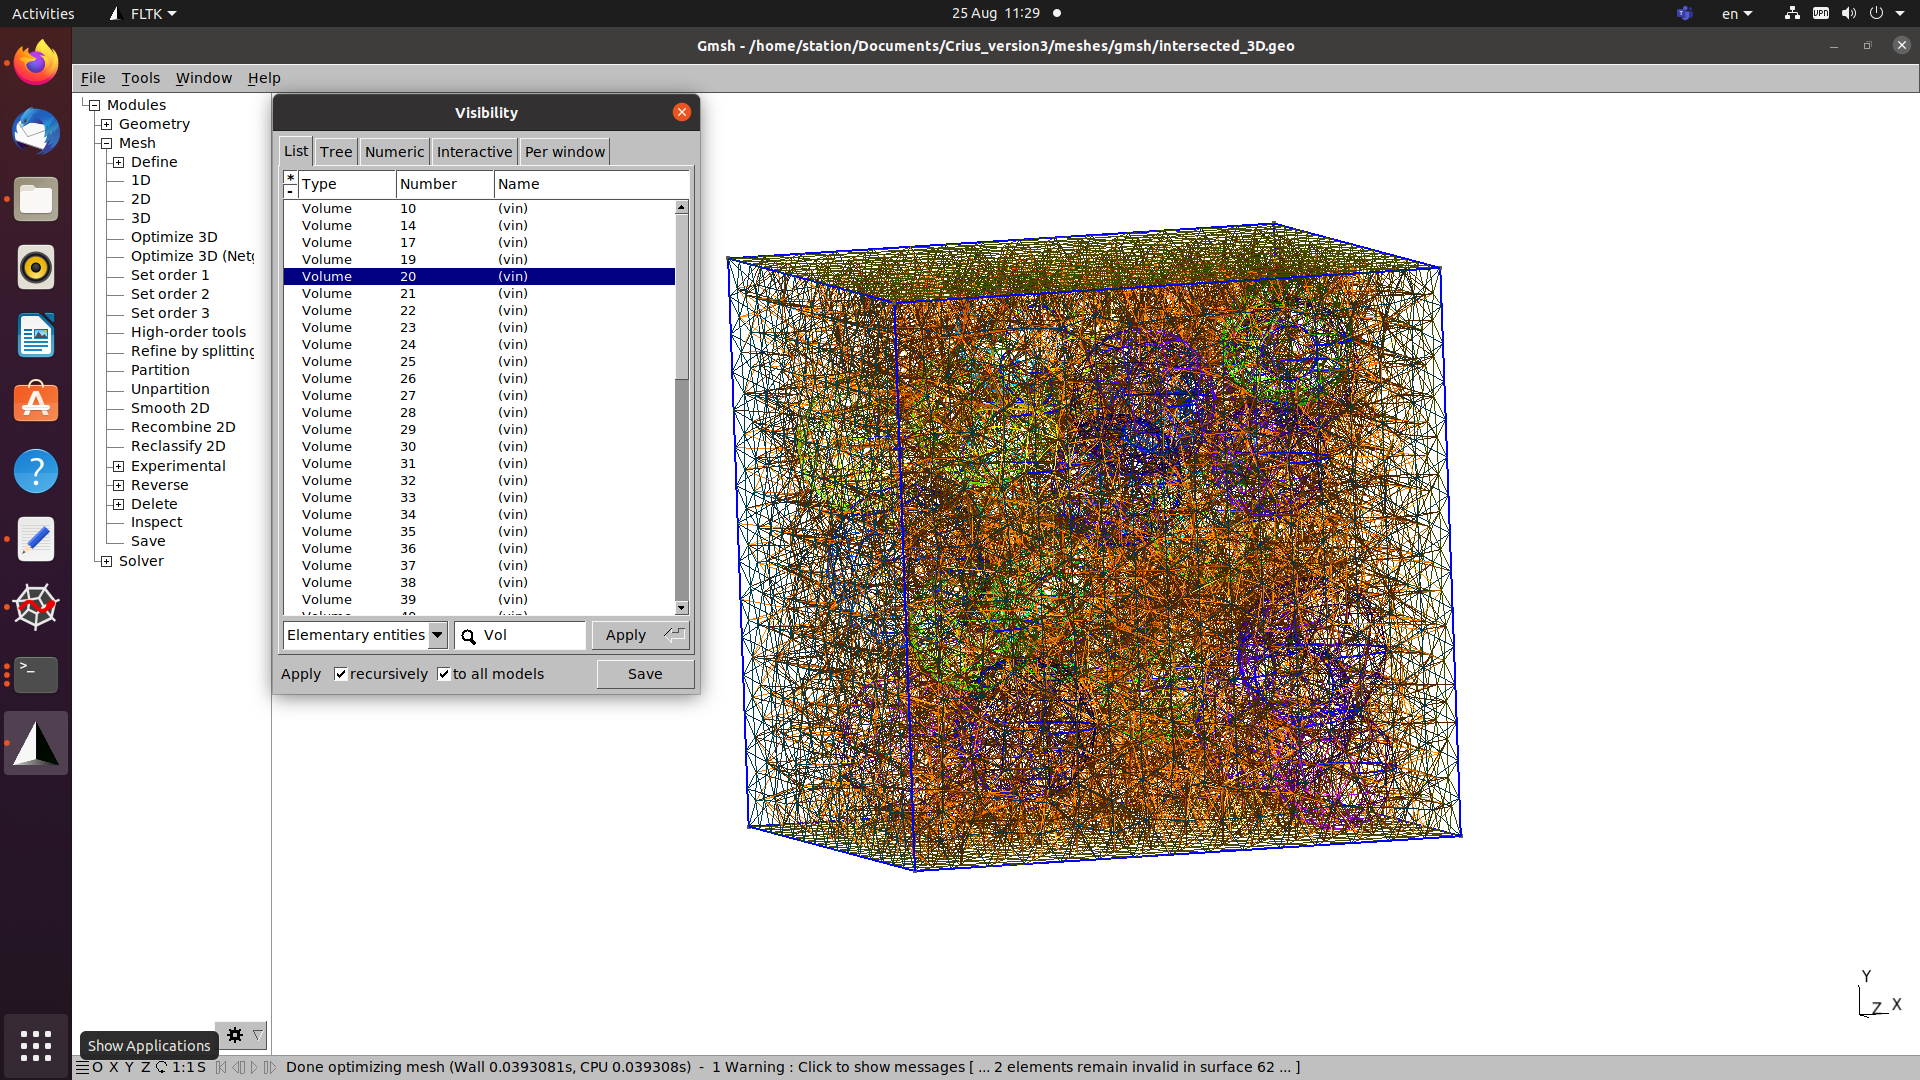 Activities
FLTK
25 Aug 11:29
en
VPN
Gmsh - /home/station/Documents/Crius_version3/meshes/gmsh/intersected_3D.geo
File Tools Window Help
Modules
Geometry
Mesh
Define
1D
2D
3D
Optimize 3D
Optimize 3D (Net
Set order 1
Set order 2
Set order 3
High-order tools
Refine by splitting
Partition
Unpartition
Smooth 2D
Recombine 2D
Reclassify 2D
Experimental
Reverse
Delete
Inspect
Save
Solver
Visibility
List Tree Numeric Interactive Per window
* Type Number Name
-
Volume 10 (vin)
Volume 14 (vin)
Volume 17 (vin)
Volume 19 (vin)
Volume 20 (vin)
Volume 21 (vin)
Volume 22 (vin)
Volume 23 (vin)
Volume 24 (vin)
Volume 25 (vin)
Volume 26 (vin)
Volume 27 (vin)
Volume 28 (vin)
Volume 29 (vin)
Volume 30 (vin)
Volume 31 (vin)
Volume 32 (vin)
Volume 33 (vin)
Volume 34 (vin)
Volume 35 (vin)
Volume 36 (vin)
Volume 37 (vin)
Volume 38 (vin)
Volume 39 (vin)
Elementary entities Vol Apply
Apply recursively to all models Save
Y
Z X
Show Applications
O X Y Z 1:1 S Done optimizing mesh (Wall 0.0393081s, CPU 0.039308s) - 1 Warning : Click to show messages [ ... 2 elements remain invalid in surface 62 ... ]